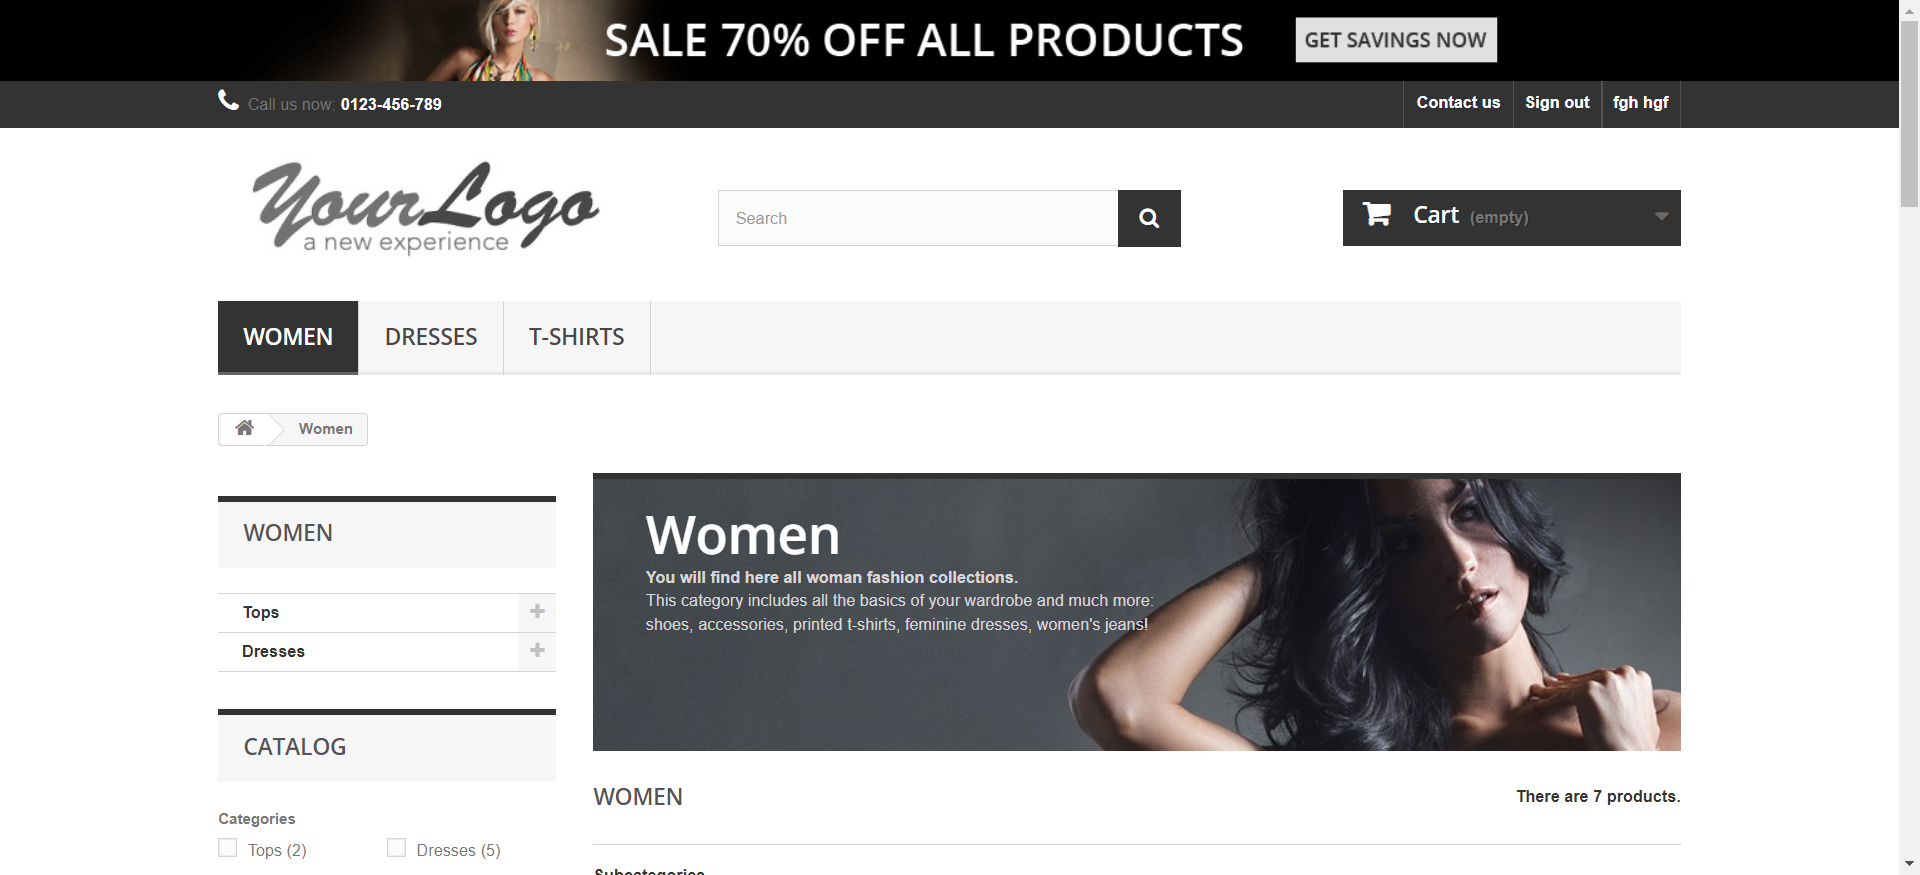 SALE 70% OFF ALL PRODUCTS
GET SAVINGS NOW
Call us now: 0123-456-789
Contact us
Sign out
fgh hgf
YourLogo
a new experience
Search
Cart (empty)
WOMEN
DRESSES
T-SHIRTS
Women
WOMEN
Tops
Dresses
CATALOG
Categories
Tops (2)
Dresses (5)
Women
You will find here all woman fashion collections.
This category includes all the basics of your wardrobe and much more:
shoes, accessories, printed t-shirts, feminine dresses, women's jeans!
WOMEN
There are 7 products.
Subcategories